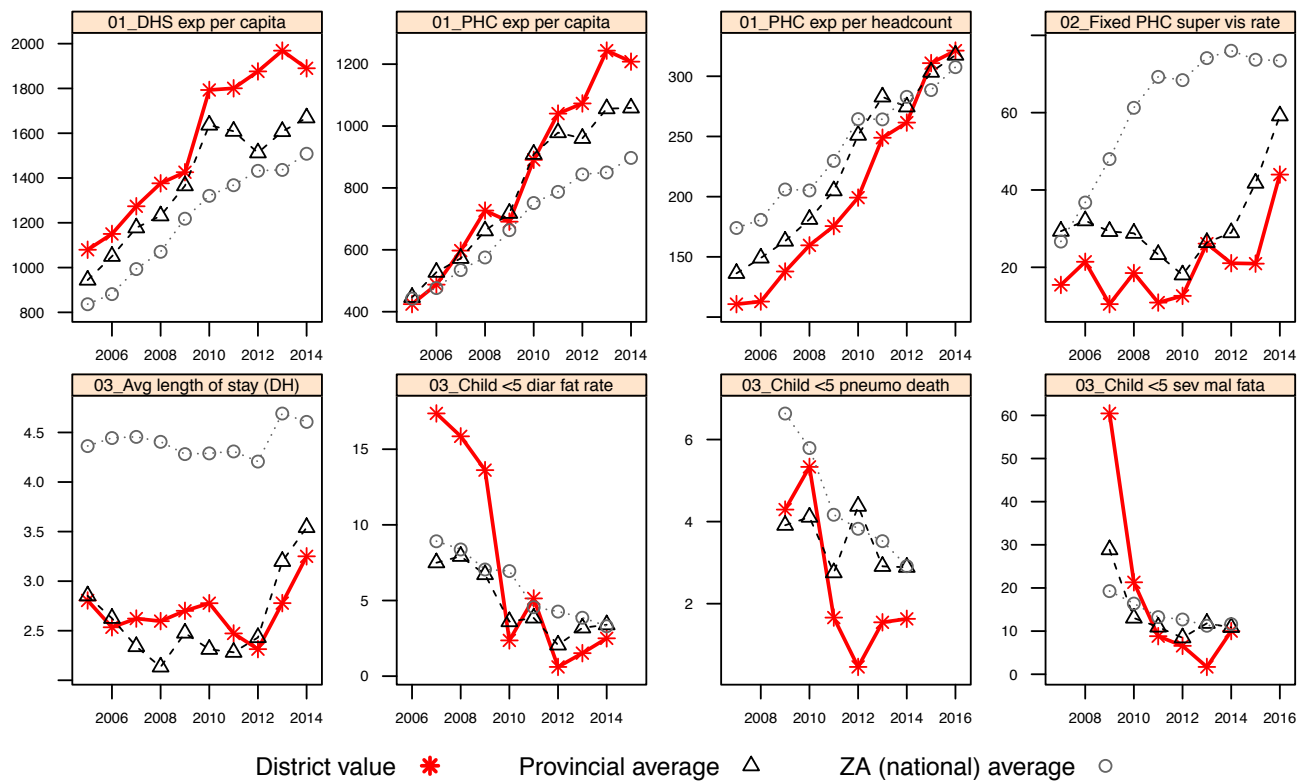 01_DHS exp per capita
01_PHC exp per capita
01_PHC exp per headcount
02_Fixed PHC super vis rate
2000
1800
1600
1400
1200
1000
800
2006 2008 2010 2012 2014
1200
1000
800
600
400
2006 2008 2010 2012 2014
300
250
200
150
2006 2008 2010 2012 2014 2016
60
40
20
2008 2010 2012 2014 2016
03_Avg length of stay (DH)
03_Child <5 diar fat rate
03_Child <5 pneumo death
03_Child <5 sev mal fata
4.5
4.0
3.5
3.0
2.5
2006 2008 2010 2012 2014
15
10
5
0
2006 2008 2010 2012 2014
6
4
2
2008 2010 2012 2014 2016
60
50
40
30
20
10
0
2008 2010 2012 2014 2016
District value Provincial average ZA (national) average